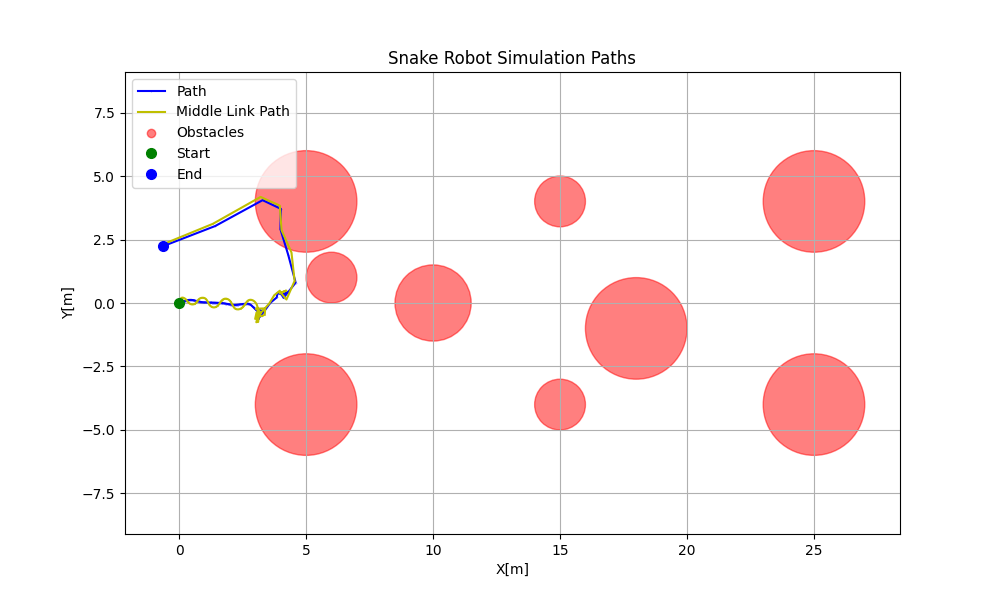 Snake Robot Simulation Paths
Path
Middle Link Path
Obstacles
Start
End
7.5
5.0
2.5
0.0
−2.5
−5.0
−7.5
Y[m]
0 5 10 15 20 25
X[m]